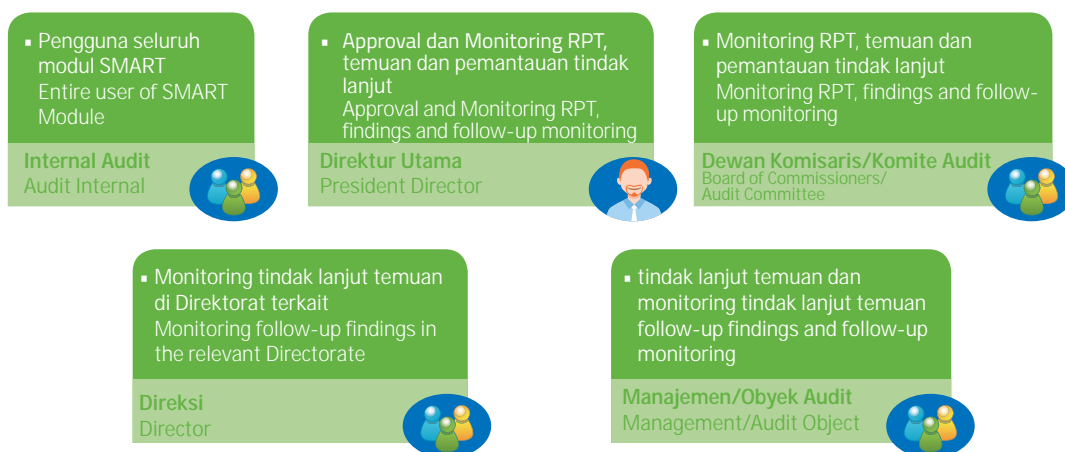 ▪ Pengguna seluruh
modul SMART
Entire user of SMART
Module
Internal Audit
Audit Internal
▪ Approval dan Monitoring RPT,
temuan dan pemantauan tindak
lanjut
Approval and Monitoring RPT,
findings and follow-up monitoring
Direktur Utama
President Director
▪ Monitoring RPT, temuan dan
pemantauan tindak lanjut
Monitoring RPT, findings and follow-
up monitoring
Dewan Komisaris/Komite Audit
Board of Commissioners/
Audit Committee
▪ Monitoring tindak lanjut temuan
di Direktorat terkait
Monitoring follow-up findings in
the relevant Directorate
Direksi
Director
▪ tindak lanjut temuan dan
monitoring tindak lanjut temuan
follow-up findings and follow-up
monitoring
Manajemen/Obyek Audit
Management/Audit Object